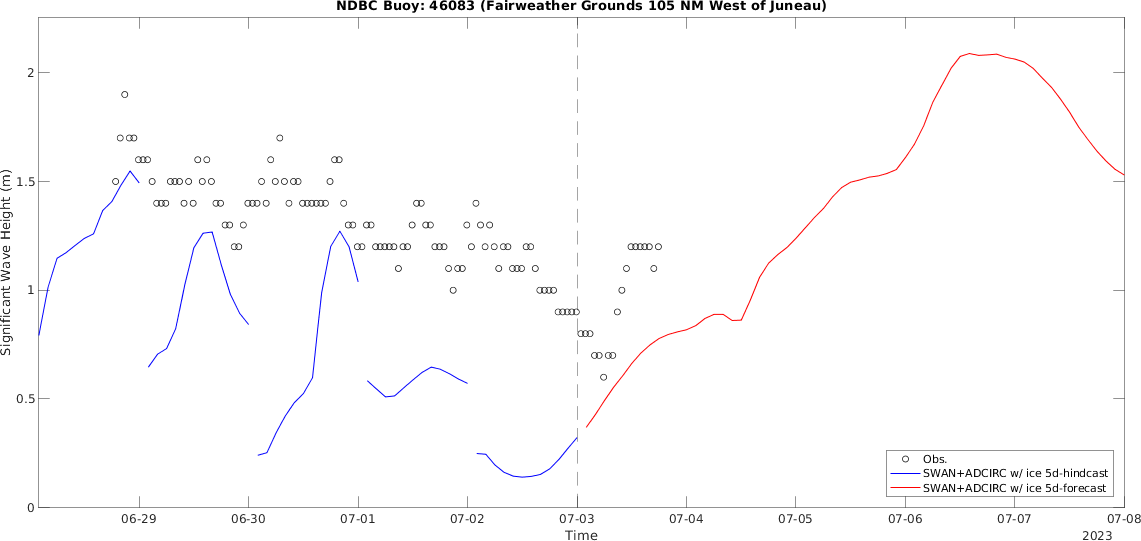 NDBC Buoy: 46083 (Fairweather Grounds 105 NM West of Juneau)
Significant Wave Height (m)
2
1.5
1
0.5
0
Obs.
SWAN+ADCIRC w/ ice 5d-hindcast
SWAN+ADCIRC w/ ice 5d-forecast
06-29 06-30 07-01 07-02 07-03 07-04 07-05 07-06 07-07 07-08
Time
2023